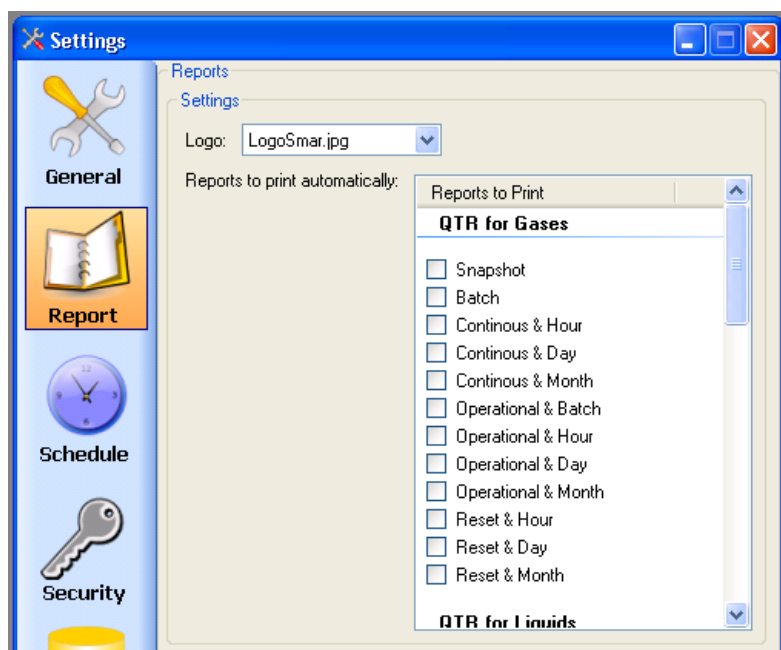 Settings
Reports
Settings
General
Logo: LogoSmar.jpg
Reports to print automatically:
Reports to Print
QTR for Gases
Snapshot
Batch
Continous & Hour
Continous & Day
Continous & Month
Operational & Batch
Operational & Hour
Operational & Day
Operational & Month
Reset & Hour
Reset & Day
Reset & Month
QTR for Liquids
Report
Schedule
Security